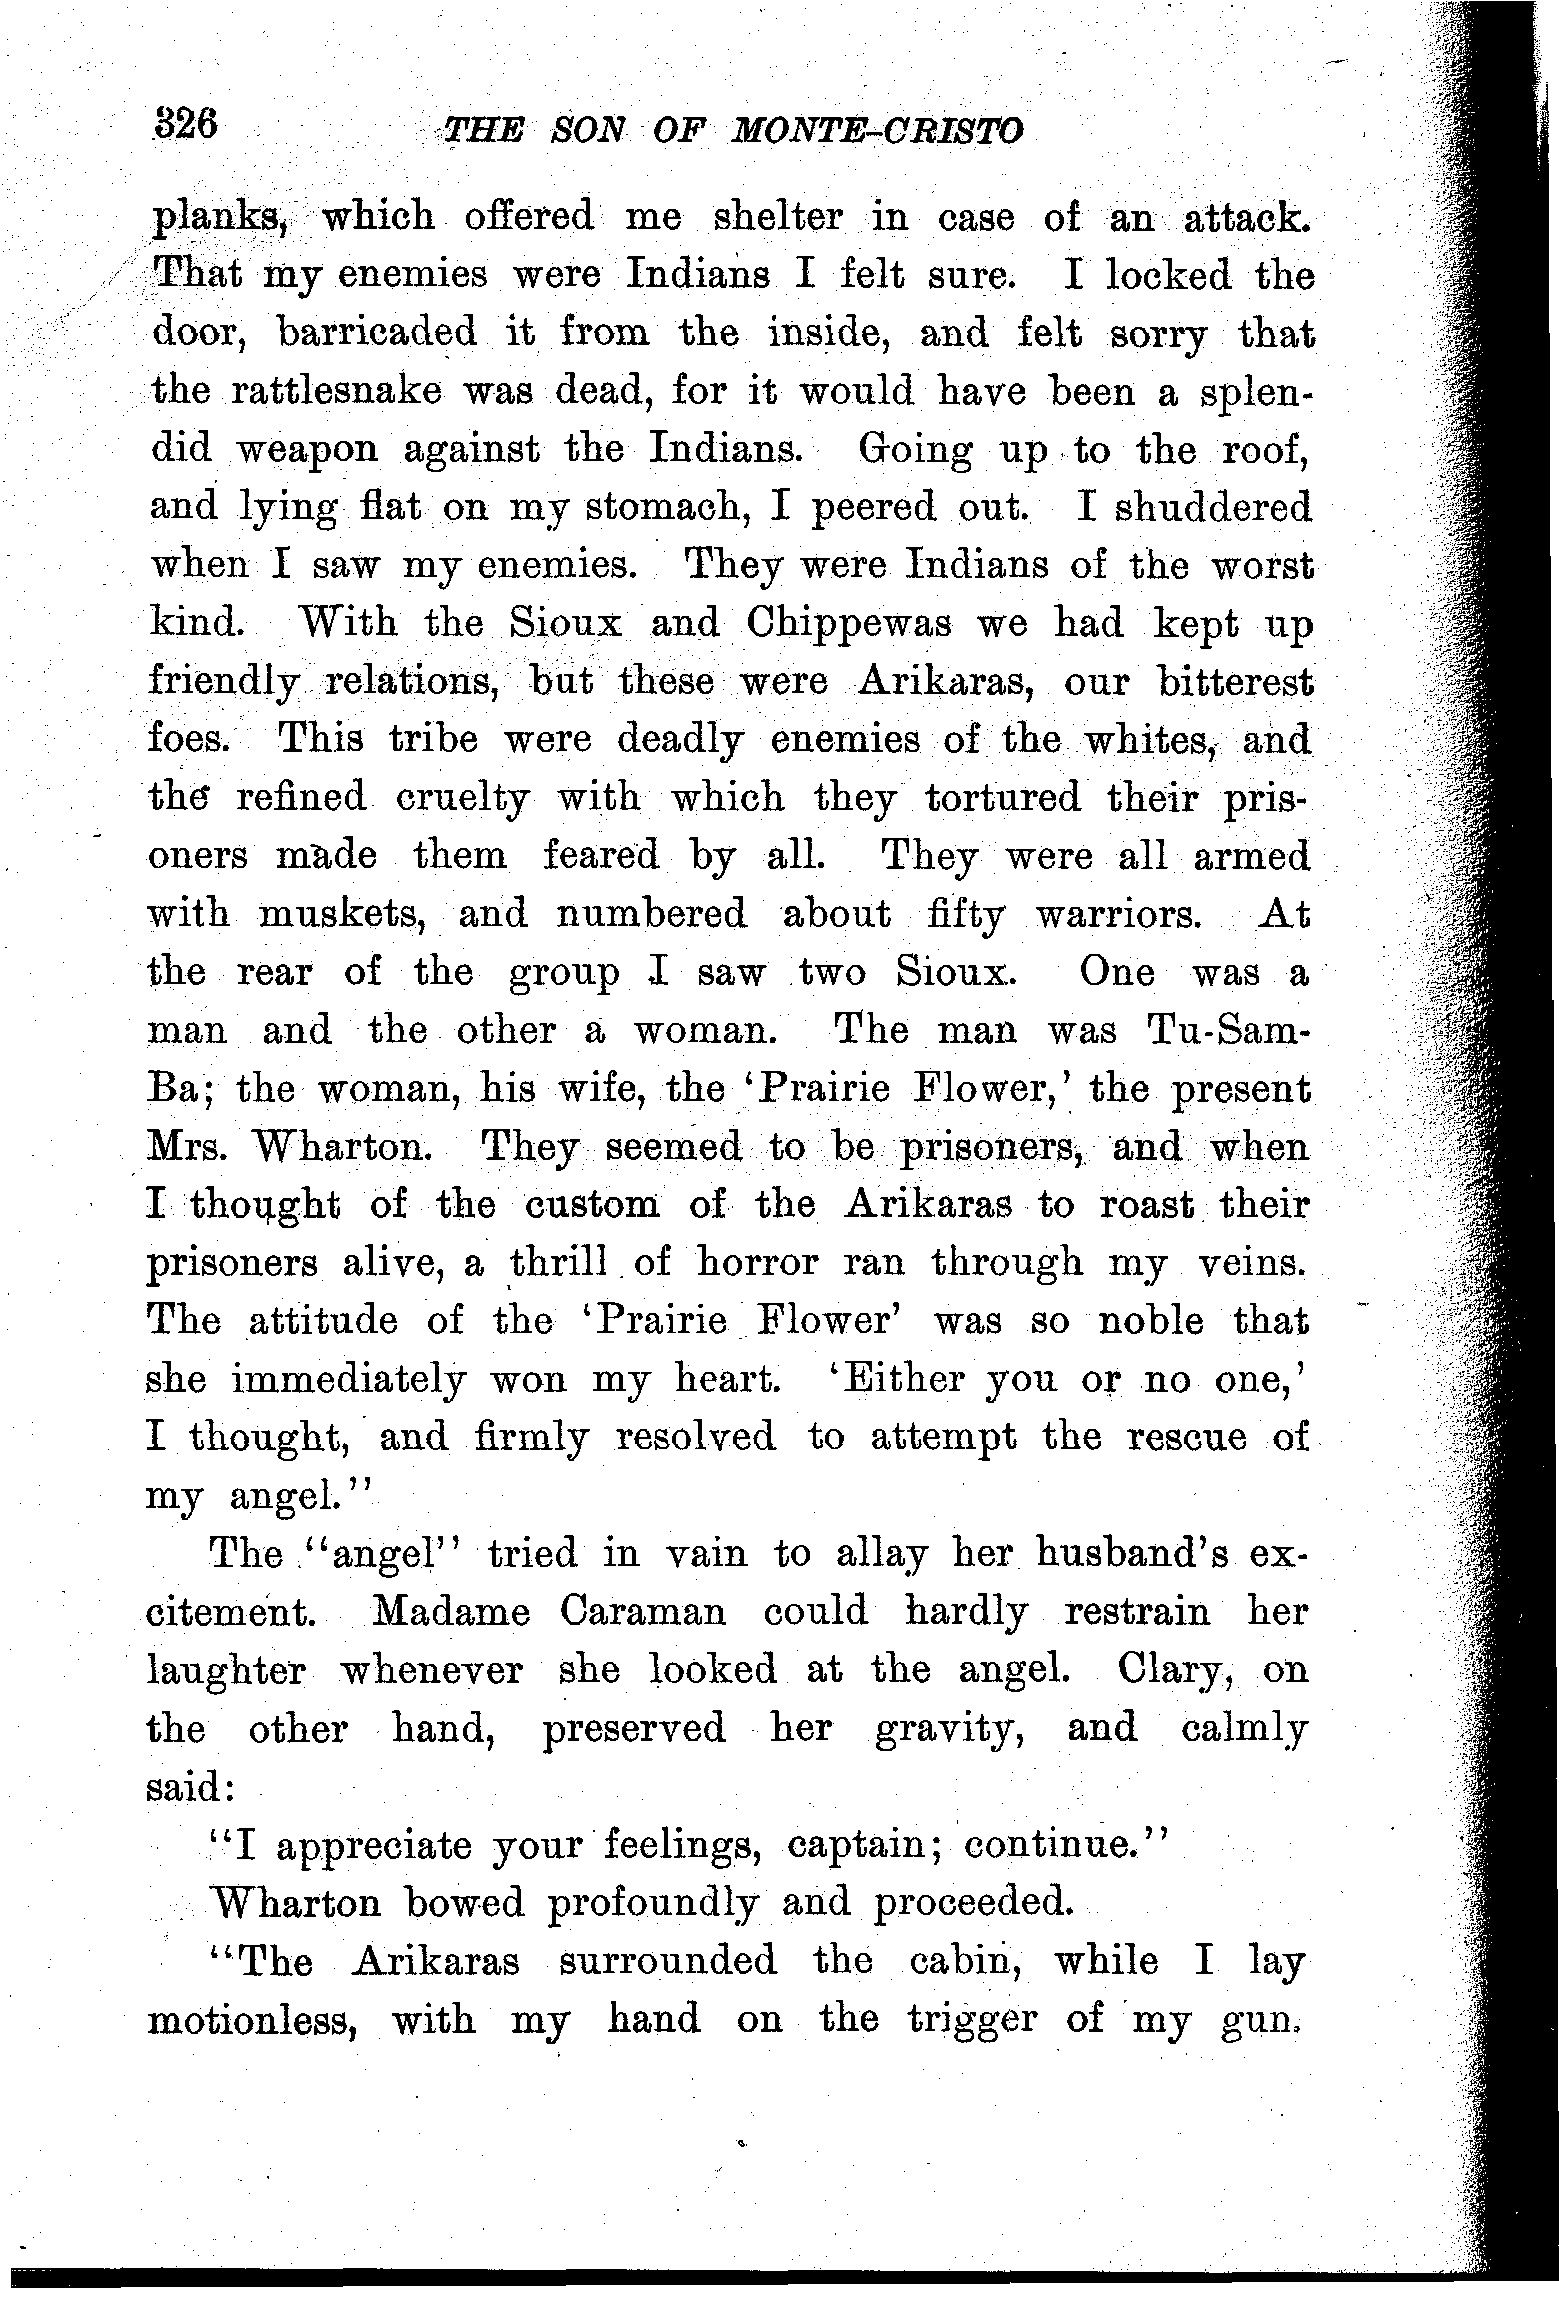 326 THE SON OF MONTE-CRISTO
planks, which offered me shelter in case of an attack.
That my enemies were Indians I felt sure. I locked the
door, barricaded it from the inside, and felt sorry that
the rattlesnake was dead, for it would have been a splen-
did weapon against the Indians. Going up to the roof,
and lying flat on my stomach, I peered out. I shuddered
when I saw my enemies. They were Indians of the worst
kind. With the Sioux and Chippewas we had kept up
friendly relations, but these were Arikaras, our bitterest
foes. This tribe were deadly enemies of the whites, and
the refined cruelty with which they tortured their pris-
oners made them feared by all. They were all armed
with muskets, and numbered about fifty warriors. At
the rear of the group I saw two Sioux. One was a
man and the other a woman. The man was Tu-Sam-
Ba; the woman, his wife, the ‘Prairie Flower,’ the present
Mrs. Wharton. They seemed to be prisoners, and when
I thought of the custom of the Arikaras to roast their
prisoners alive, a thrill of horror ran through my veins.
The attitude of the ‘Prairie Flower’ was so noble that
she immediately won my heart. ‘Either you or no one,’
I thought, and firmly resolved to attempt the rescue of
my angel.”
The “angel” tried in vain to allay her husband’s ex-
citement. Madame Caraman could hardly restrain her
laughter whenever she looked at the angel. Clary, on
the other hand, preserved her gravity, and calmly
said:
“I appreciate your feelings, captain; continue.”
Wharton bowed profoundly and proceeded.
“The Arikaras surrounded the cabin, while I lay
motionless, with my hand on the trigger of my gun.